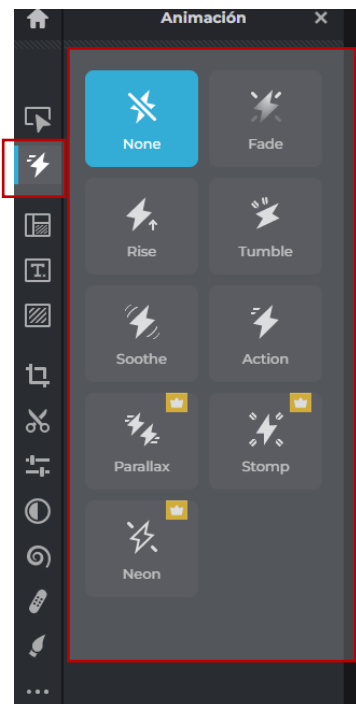 Animación
None
Fade
Rise
Tumble
Soothe
Action
Parallax
Stomp
Neon